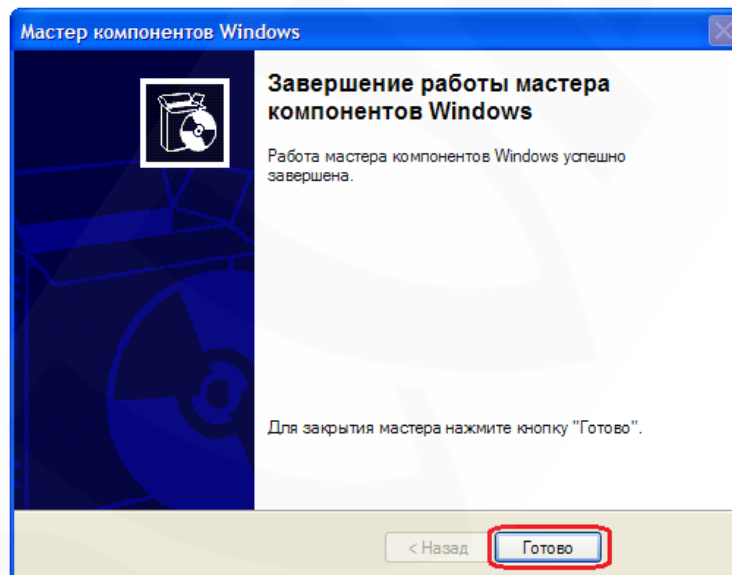 Мастер компонентов Windows
Завершение работы мастера
компонентов Windows
Работа мастера компонентов Windows успешно
завершена.
Для закрытия мастера нажмите кнопку "Готово".
< Назад
Готово